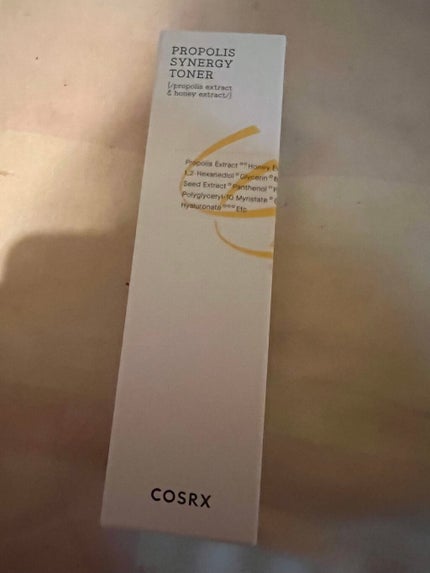 PROPOLIS
SYNERGY
TONER
[/propolis extract
& honey extract/]
Propolis Extract Honey E
1,2-Hexanediol Glycerin
Seed Extract Panthenol
Polyglyceryl-10 Myristate
Hyaluronate Etc
COSRX